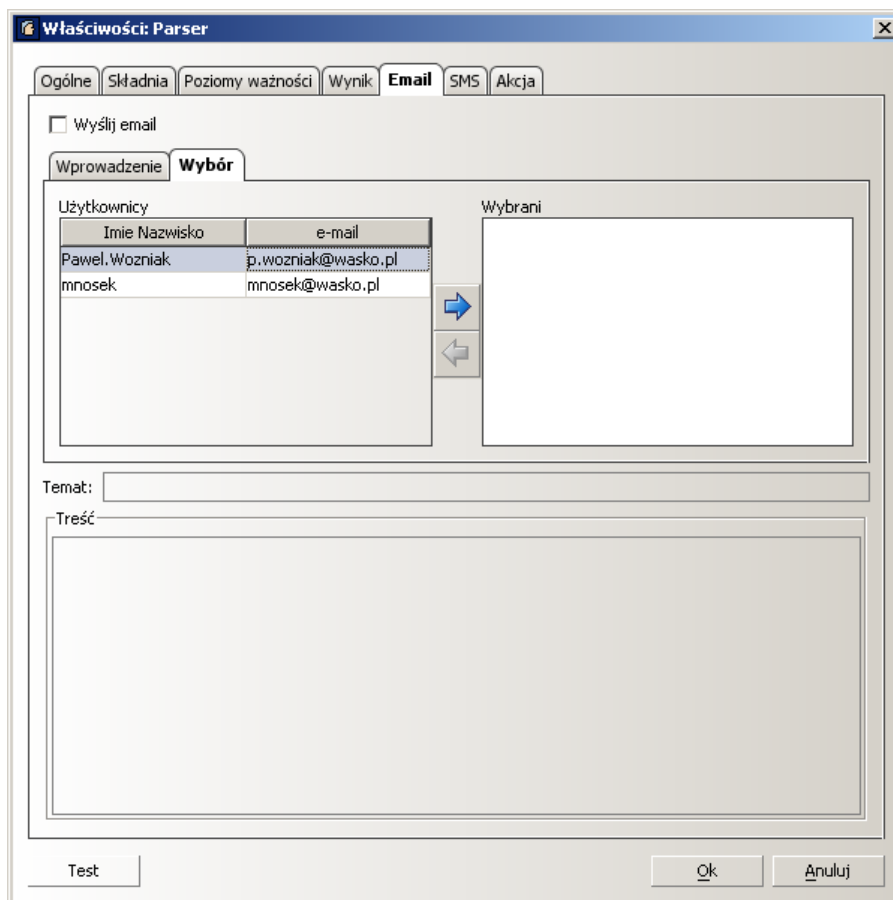 Właściwości: Parser
Ogólne Składnia Poziomy ważności Wynik Email SMS Akcja
Wyślij email
Wprowadzenie Wybór
Użytkownicy Wybrani
Imie Nazwisko e-mail
Pawel.Wozniak p.wozniak@wasko.pl
mnosek mnosek@wasko.pl
Temat:
Treść
Test Ok Anuluj